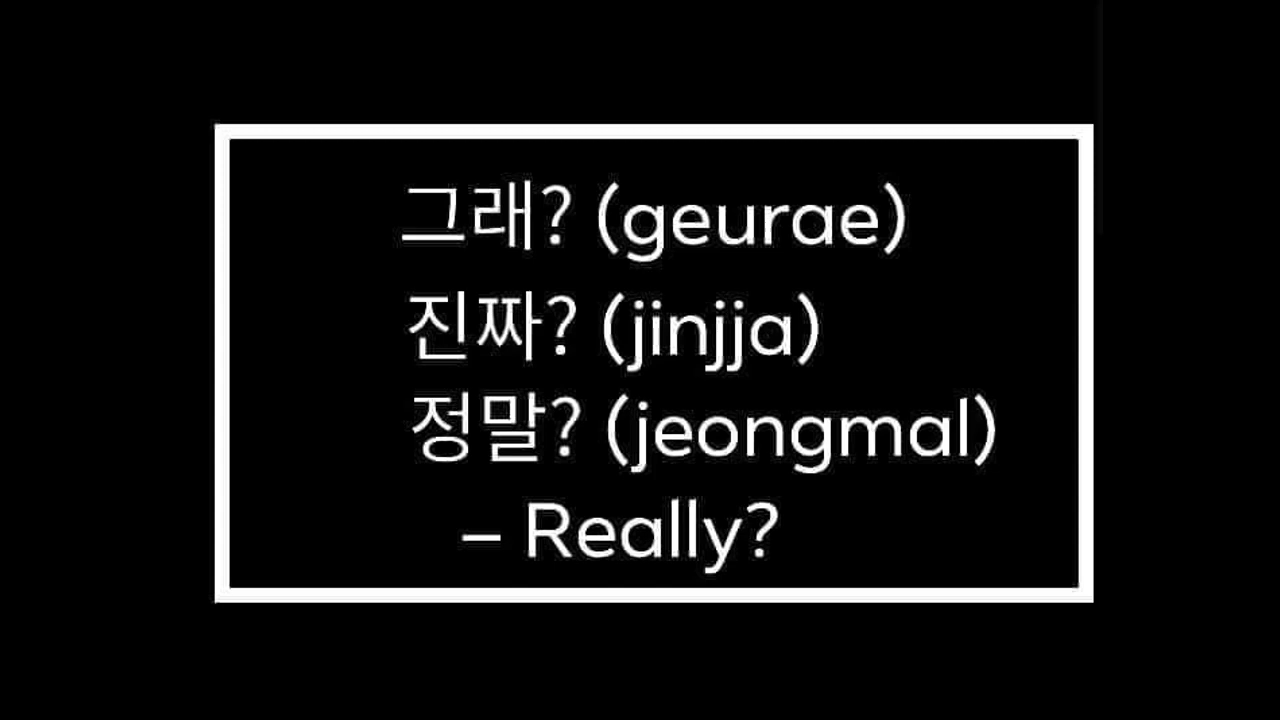 그래? (geurae)
진짜? (jinjja)
정말? (jeongmal)
– Really?